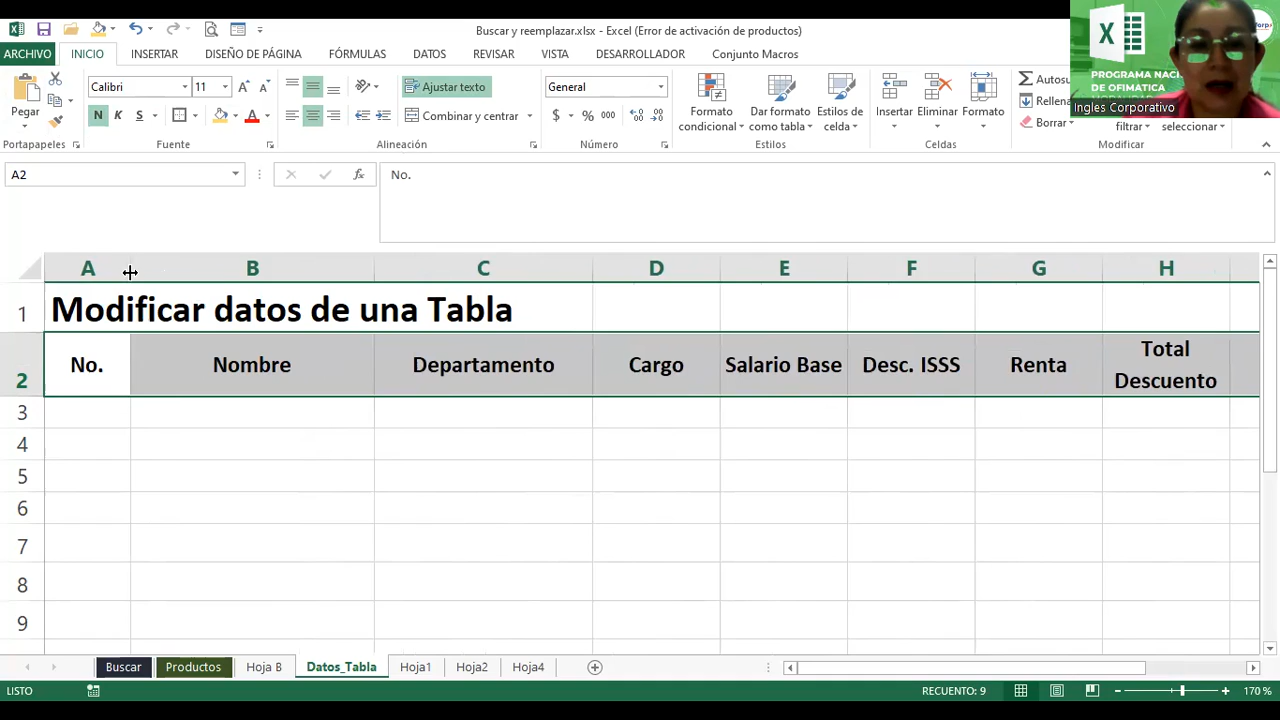 Buscar y reemplazar.xlsx - Excel (Error de activación de productos)
ARCHIVO INICIO INSERTAR DISEÑO DE PÁGINA FÓRMULAS DATOS REVISAR VISTA DESARROLLADOR Conjunto Macros
Pegar
Calibri 11
N K S
Ajustar texto
Combinar y centrar
General
$ % 000
Formato condicional
Dar formato como tabla
Estilos de celda
Insertar Eliminar Formato
Autosu
Rellena
Borrar
filtrar
seleccionar
Portapapeles Fuente Alineación Número Estilos Celdas Modificar
PROGRAMA NACI
DE OFIMATICA
Ingles Corporativo
A2 fx No.
A B C D E F G H
1 Modificar datos de una Tabla
2 No. Nombre Departamento Cargo Salario Base Desc. ISSS Renta Total Descuento
3
4
5
6
7
8
9
Buscar Productos Hoja B Datos_Tabla Hoja1 Hoja2 Hoja4
LISTO RECUENTO: 9 170 %